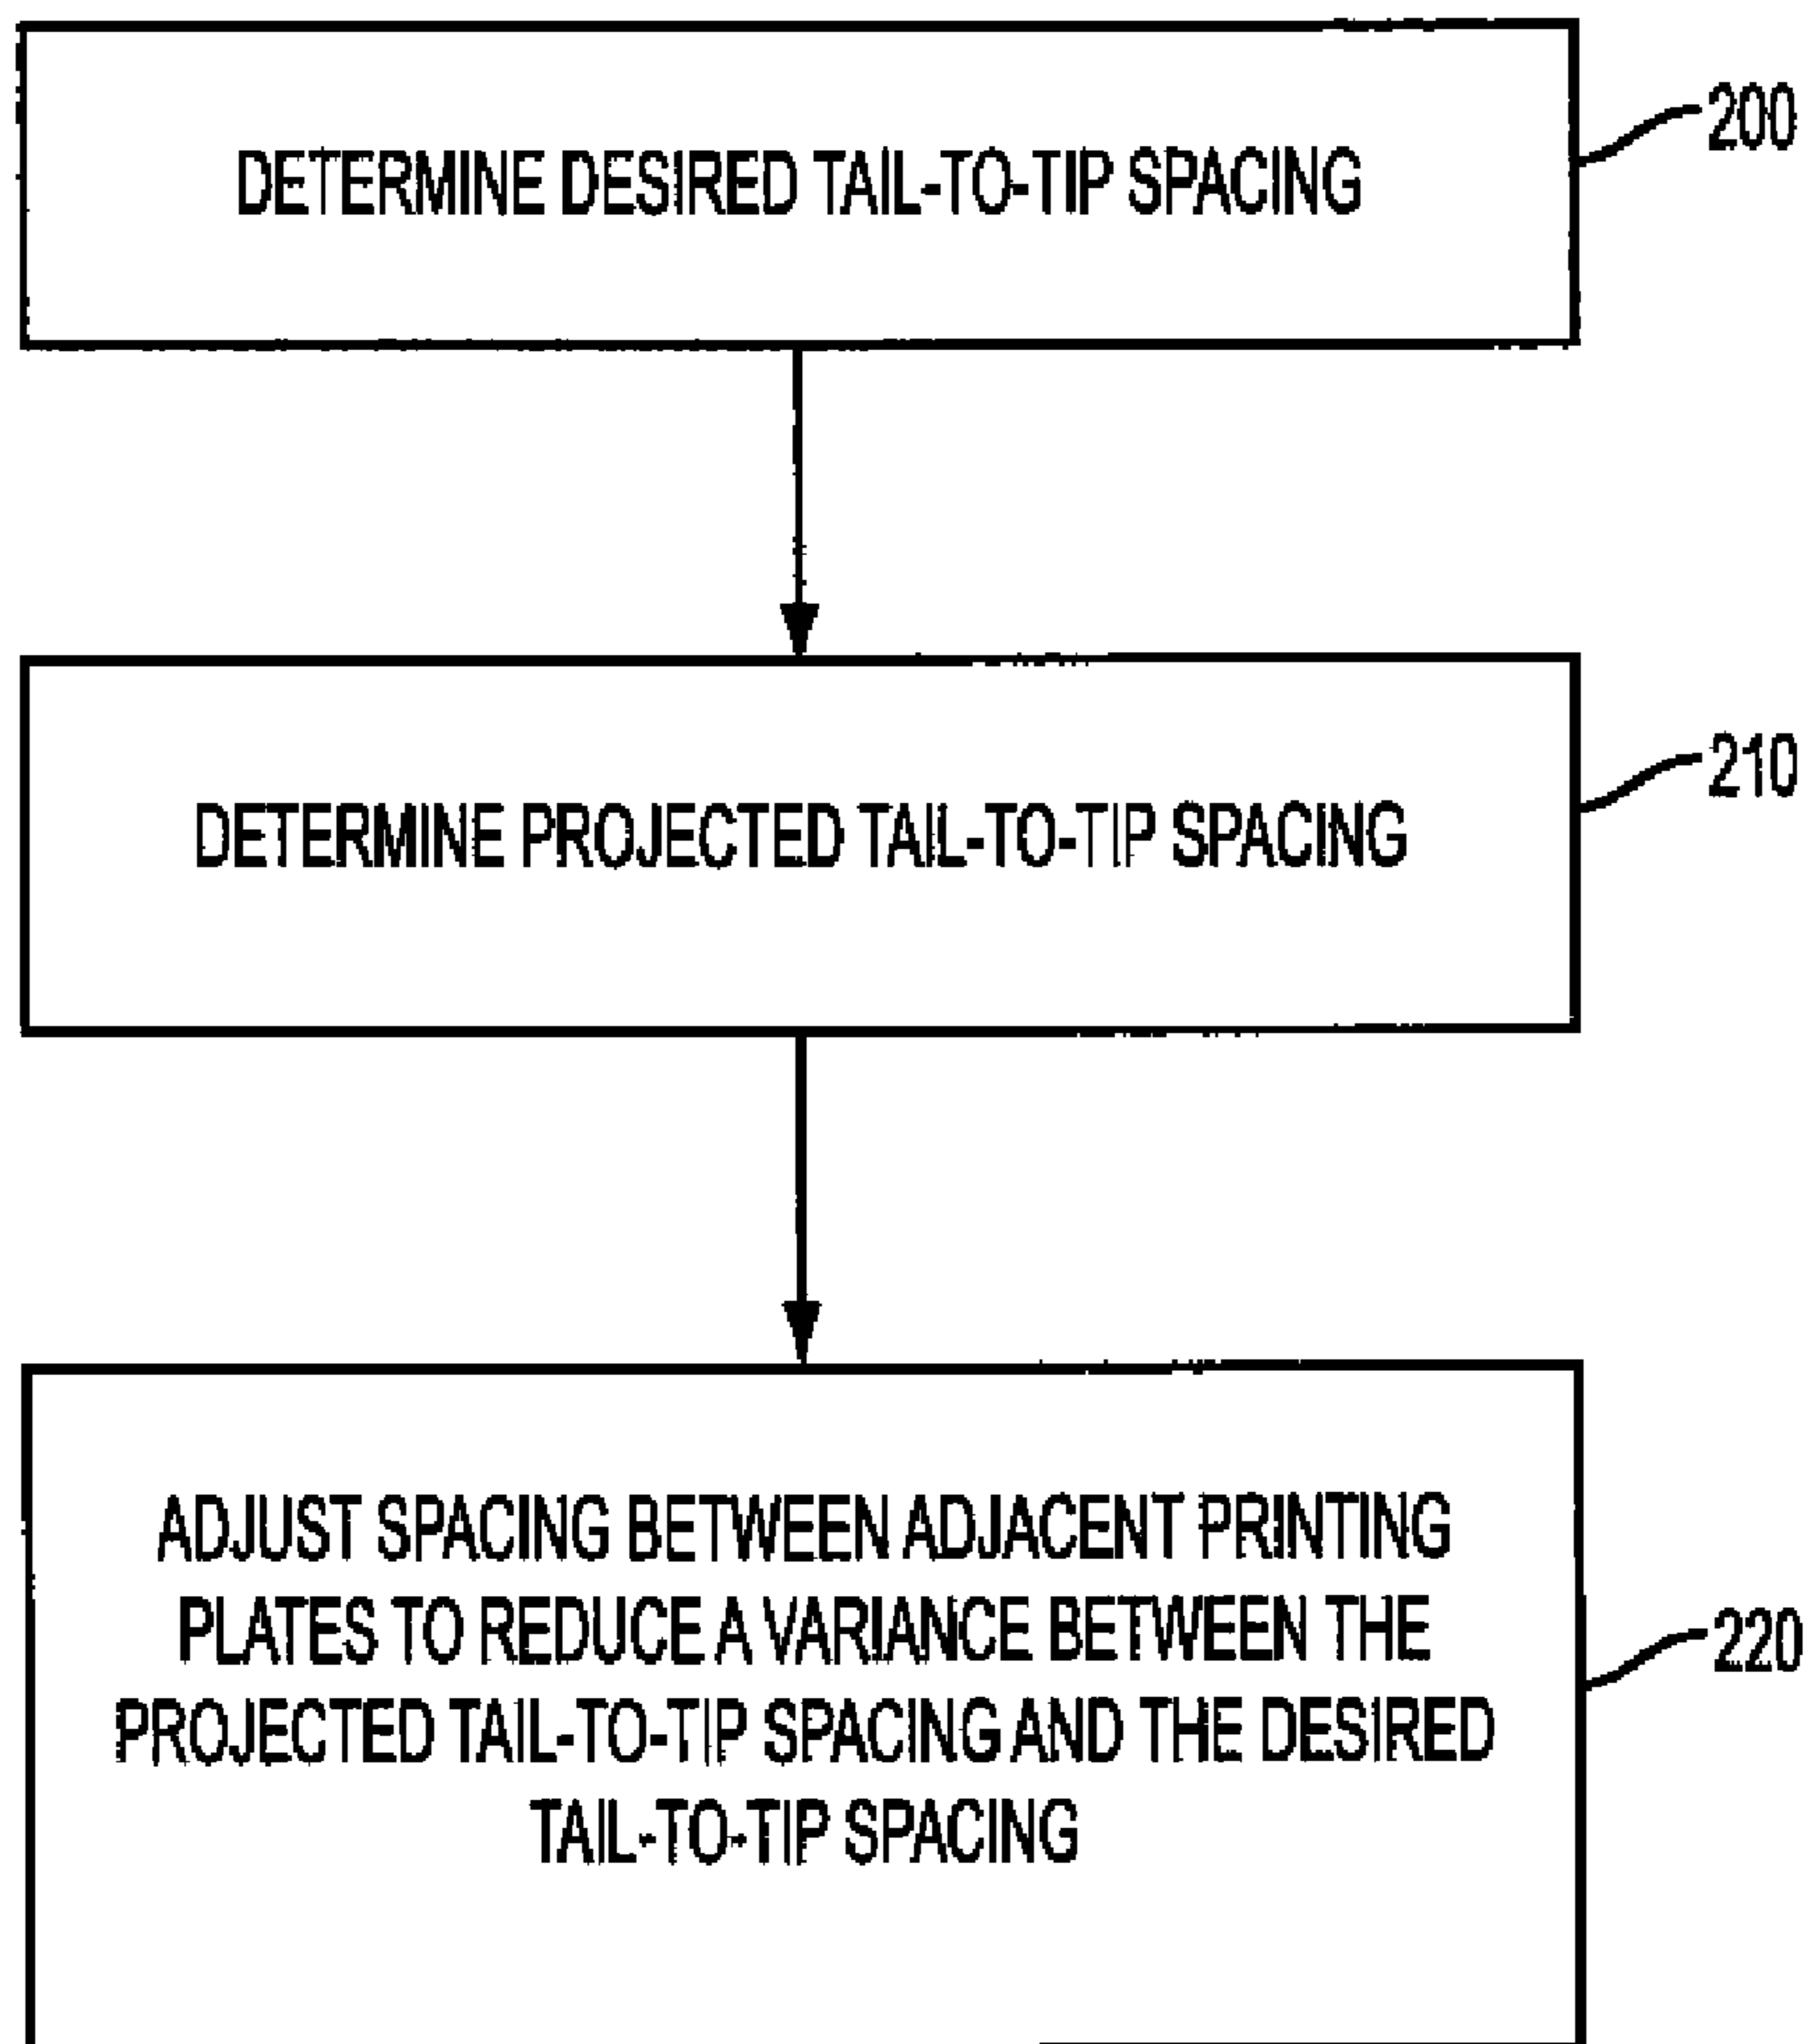 DETERMINE DESIRED TAIL-TO-TIP SPACING
200
DETERMINE PROJECTED TAIL-TO-TIP SPACING
210
ADJUST SPACING BETWEEN ADJACENT PRINTING
PLATES TO REDUCE A VARIANCE BETWEEN THE
PROJECTED TAIL-TO-TIP SPACING AND THE DESIRED
TAIL-TO-TIP SPACING
220